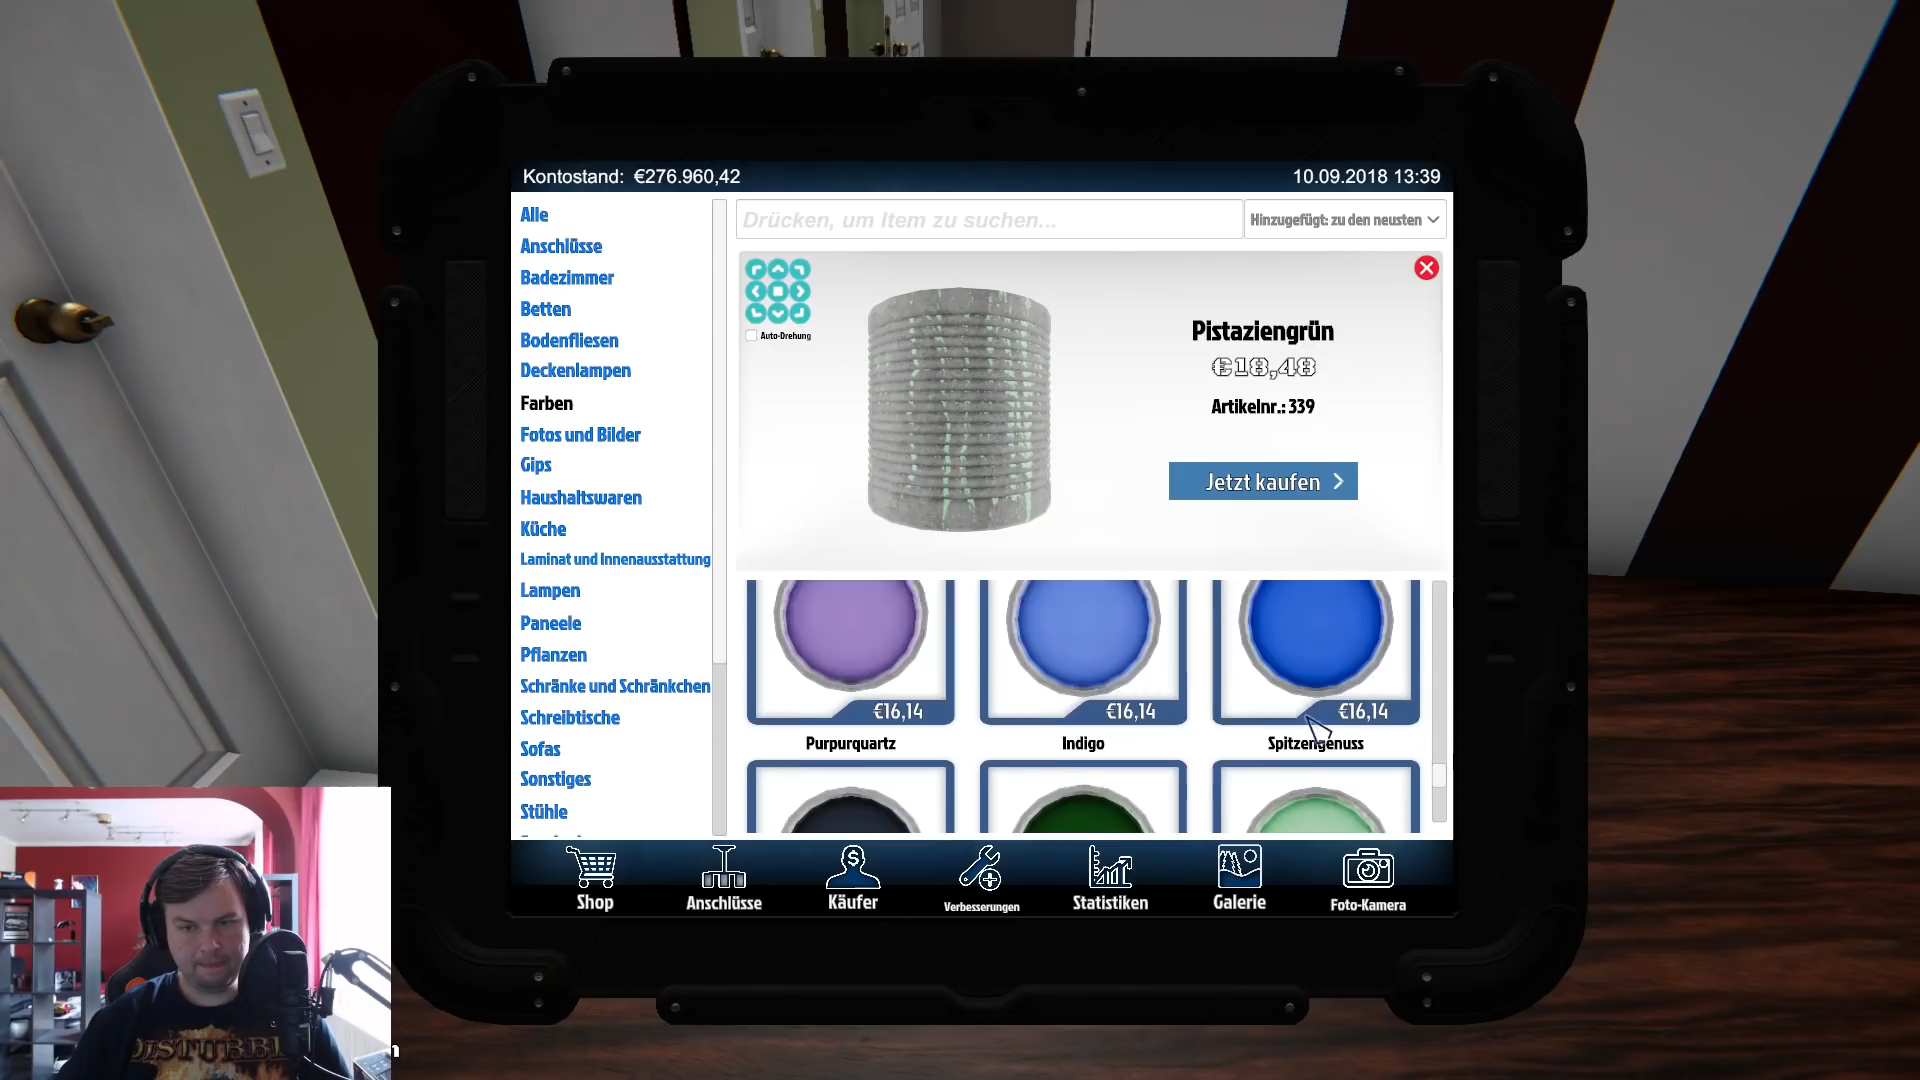 Kontostand: €276.960,42
10.09.2018 13:39
Alle
Anschlüsse
Badezimmer
Betten
Bodenfliesen
Deckenlampen
Farben
Fotos und Bilder
Gips
Haushaltswaren
Küche
Laminat und Innenausstattung
Lampen
Paneele
Pflanzen
Schränke und Schränkchen
Schreibtische
Sofas
Sonstiges
Stühle
Drücken, um Item zu suchen...
Hinzugefügt: zu den neusten
Auto-Drehung
Pistaziengrün
€18,48
Artikelnr.: 339
Jetzt kaufen
€16,14
€16,14
€16,14
Purpurquartz
Indigo
Spitzengenuss
Shop
Anschlüsse
Käufer
Verbesserungen
Statistiken
Galerie
Foto-Kamera
DISTURBE
n